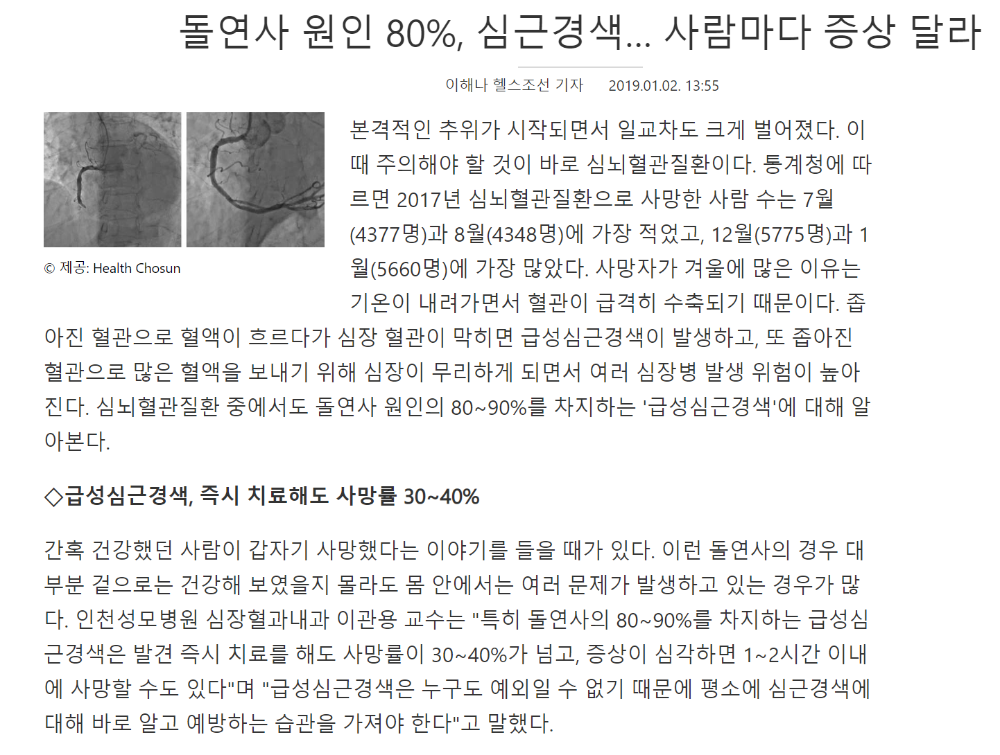 돌연사 원인 80%, 심근경색... 사람마다 증상 달라
이해나 헬스조선 기자 2019.01.02. 13:55
© 제공: Health Chosun
본격적인 추위가 시작되면서 일교차도 크게 벌어졌다. 이
때 주의해야 할 것이 바로 심뇌혈관질환이다. 통계청에 따
르면 2017년 심뇌혈관질환으로 사망한 사람 수는 7월
(4377명)과 8월(4348명)에 가장 적었고, 12월(5775명)과 1
월(5660명)에 가장 많았다. 사망자가 겨울에 많은 이유는
기온이 내려가면서 혈관이 급격히 수축되기 때문이다. 좁
아진 혈관으로 혈액이 흐르다가 심장 혈관이 막히면 급성심근경색이 발생하고, 또 좁아진
혈관으로 많은 혈액을 보내기 위해 심장이 무리하게 되면서 여러 심장병 발생 위험이 높아
진다. 심뇌혈관질환 중에서도 돌연사 원인의 80~90%를 차지하는 '급성심근경색'에 대해 알
아본다.
◇급성심근경색, 즉시 치료해도 사망률 30~40%
간혹 건강했던 사람이 갑자기 사망했다는 이야기를 들을 때가 있다. 이런 돌연사의 경우 대
부분 겉으로는 건강해 보였을지 몰라도 몸 안에서는 여러 문제가 발생하고 있는 경우가 많
다. 인천성모병원 심장혈과내과 이관용 교수는 "특히 돌연사의 80~90%를 차지하는 급성심
근경색은 발견 즉시 치료를 해도 사망률이 30~40%가 넘고, 증상이 심각하면 1~2시간 이내
에 사망할 수도 있다"며 "급성심근경색은 누구도 예외일 수 없기 때문에 평소에 심근경색에
대해 바로 알고 예방하는 습관을 가져야 한다"고 말했다.